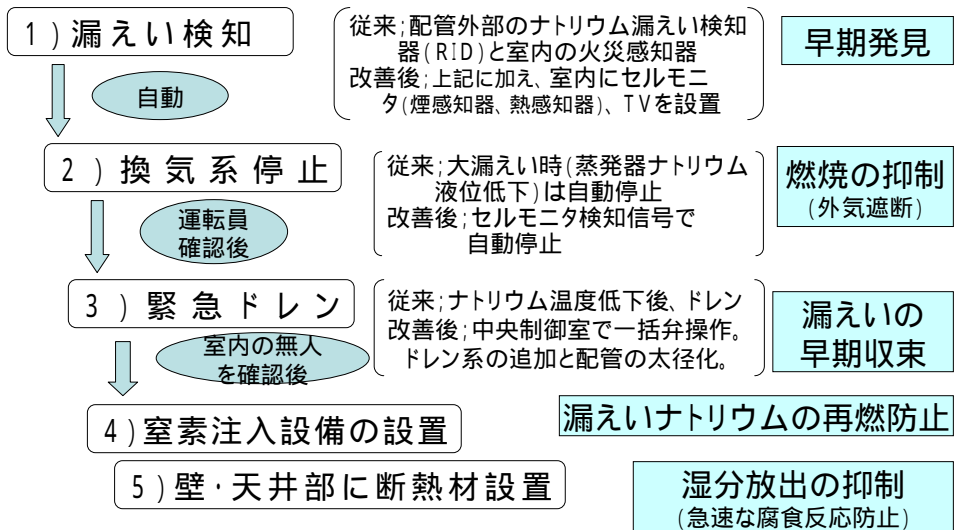 1)漏えい検知
従来;配管外部のナトリウム漏えい検知
器(RID)と室内の火災感知器
改善後;上記に加え、室内にセルモニ
タ(煙感知器、熱感知器)、TVを設置
早期発見
自動
2)換気系停止
従来;大漏えい時(蒸発器ナトリウム
液位低下)は自動停止
改善後;セルモニタ検知信号で
自動停止
燃焼の抑制
(外気遮断)
運転員
確認後
3)緊急ドレン
従来;ナトリウム温度低下後、ドレン
改善後;中央制御室で一括弁操作。
ドレン系の追加と配管の太径化。
漏えいの
早期収束
室内の無人
を確認後
4)窒素注入設備の設置
漏えいナトリウムの再燃防止
5)壁・天井部に断熱材設置
湿分放出の抑制
(急速な腐食反応防止)